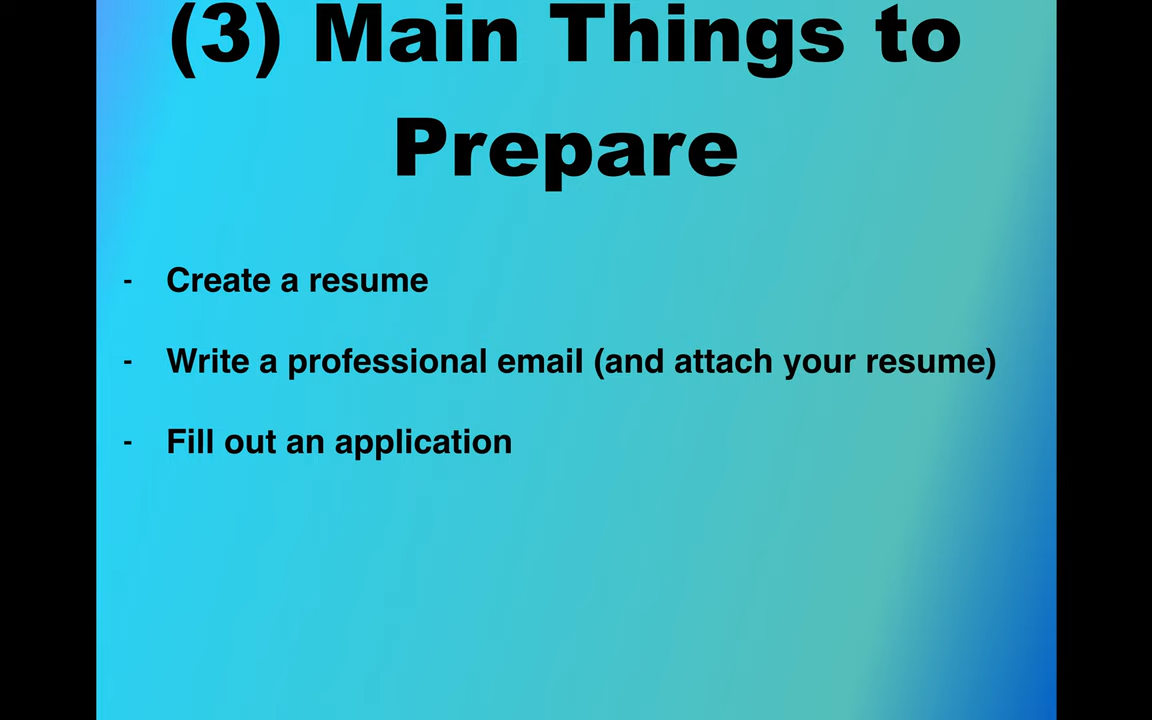 (3) Main Things to
Prepare
- Create a resume
- Write a professional email (and attach your resume)
- Fill out an application